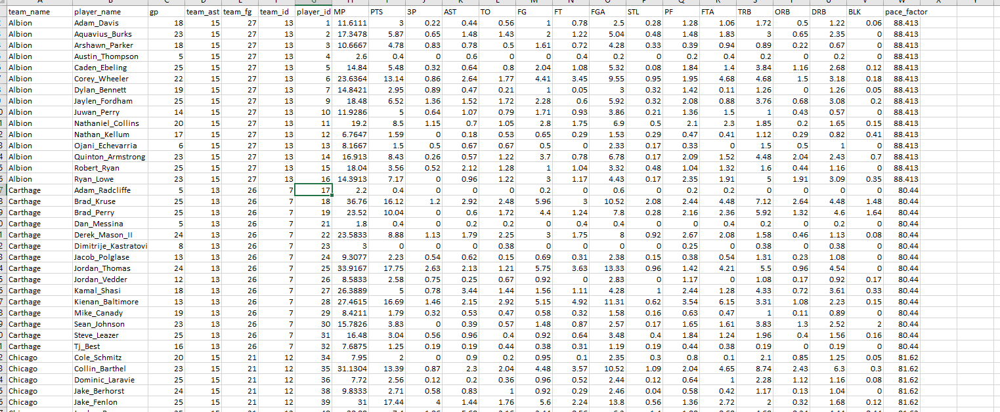 team_name player_name gp team_ast team_fg team_id player_id MP PTS 3P AST TO FG FT FGA STL PF FTA TRB ORB DRB BLK pace_factor
Albion Adam_Davis 18 15 27 13 1 11.6111 3 0.22 0.44 0.56 1 0.78 2.5 0.28 1.28 1.06 1.72 0.5 1.22 0.06 88.413
Albion Aquavius_Burks 23 15 27 13 2 17.3478 5.87 0.65 1.48 1.43 2 1.22 5.04 0.48 1.48 1.83 3 0.65 2.35 0 88.413
Albion Arshawn_Parker 18 15 27 13 3 10.6667 4.78 0.83 0.78 0.5 1.61 0.72 4.28 0.33 0.39 0.94 0.89 0.22 0.67 0 88.413
Albion Austin_Thompson 5 15 27 13 4 2.6 0.4 0 0.6 0 0 0.4 0.2 0 0.2 0.4 0.2 0 0.2 0 88.413
Albion Caden_Ebeling 25 15 27 13 5 14.84 5.48 0.32 0.64 0.8 2.04 1.08 5.32 0.08 1.84 1.4 3.84 1.16 2.68 0.12 88.413
Albion Corey_Wheeler 22 15 27 13 6 23.6364 13.14 0.86 2.64 1.77 4.41 3.45 9.55 0.95 1.95 4.68 4.68 1.5 3.18 0.18 88.413
Albion Dylan_Bennett 19 15 27 13 7 14.8421 2.95 0.89 0.47 0.21 1 0.05 3 0.32 1.42 0.11 1.26 0 1.26 0.05 88.413
Albion Jaylen_Fordham 25 15 27 13 9 18.48 6.52 1.36 1.52 1.72 2.28 0.6 5.92 0.32 2.08 0.88 3.76 0.68 3.08 0.2 88.413
Albion Juwan_Perry 14 15 27 13 10 11.9286 5 0.64 1.07 0.79 1.71 0.93 3.86 0.21 1.36 1.5 1 0.43 0.57 0 88.413
Albion Nathaniel_Collins 20 15 27 13 11 19.2 8.5 1.15 0.7 1.05 2.8 1.75 6.9 0.5 2.1 2.3 1.85 0.2 1.65 0.15 88.413
Albion Nathan_Kellum 17 15 27 13 12 6.7647 1.59 0 0.18 0.53 0.65 0.29 1.53 0.29 0.47 0.41 1.12 0.29 0.82 0.41 88.413
Albion Ojani_Echevarria 6 15 27 13 13 8.1667 1.5 0.5 0.67 0.67 0.5 0 2.33 0.17 0.33 0 1.5 0.5 1 0 88.413
Albion Quinton_Armstrong 23 15 27 13 14 16.913 8.43 0.26 0.57 1.22 3.7 0.78 6.78 0.17 2.09 1.52 4.48 2.04 2.43 0.7 88.413
Albion Robert_Ryan 25 15 27 13 15 18.04 3.56 0.52 2.12 1.28 1 1.04 3.32 0.48 1.04 1.32 1.6 0.44 1.16 0 88.413
Albion Ryan_Lowe 23 15 27 13 16 14.3913 7.17 0 0.96 1.22 3 1.17 4.43 0.17 2.35 1.91 5 1.91 3.09 0.35 88.413
Carthage Adam_Radcliffe 5 13 26 7 17 2.2 0.4 0 0 0 0.2 0 0.6 0 0.2 0.2 0 0 0 0 80.44
Carthage Brad_Kruse 25 13 26 7 18 36.76 16.12 1.2 2.92 2.48 5.96 3 10.52 2.08 2.44 4.48 7.12 2.64 4.48 1.48 80.44
Carthage Brad_Perry 25 13 26 7 19 23.52 10.04 0 0.6 1.72 4.4 1.24 7.8 0.28 2.16 2.36 5.92 1.32 4.6 1.64 80.44
Carthage Dan_Messina 5 13 26 7 21 1.8 0.4 0 0.2 0.2 0 0.4 0.4 0 0 0.4 0.2 0 0.2 0 80.44
Carthage Derek_Mason_II 24 13 26 7 22 23.5833 8.88 1.13 1.79 2.25 3 1.75 8 0.92 2.67 2.08 1.58 0.46 1.13 0.08 80.44
Carthage Dimitrije_Kastratovi 8 13 26 7 23 3 0 0 0 0.38 0 0 0 0 0.25 0 0.38 0 0.38 0 80.44
Carthage Jacob_Polglase 13 13 26 7 24 9.3077 2.23 0.54 0.62 0.15 0.69 0.31 2.38 0.15 0.38 0.54 1.31 0.23 1.08 0 80.44
Carthage Jordan_Thomas 24 13 26 7 25 33.9167 17.75 2.63 2.13 1.21 5.75 3.63 13.33 0.96 1.42 4.21 5.5 0.96 4.54 0 80.44
Carthage Jordan_Vedder 12 13 26 7 26 8.5833 2.58 0.75 0.25 0.67 0.92 0 2.83 0 1.17 0 1.08 0.17 0.92 0.17 80.44
Carthage Kamal_Shasi 18 13 26 7 27 26.3889 5 0.78 3.44 1.44 1.56 1.11 4.28 1 2.44 1.28 4.33 0.72 3.61 0.33 80.44
Carthage Kienan_Baltimore 13 13 26 7 28 27.4615 16.69 1.46 2.15 2.92 5.15 4.92 11.31 0.62 3.54 6.15 3.31 1.08 2.23 0.15 80.44
Carthage Mike_Canady 19 13 26 7 29 8.4211 1.79 0.32 0.53 0.47 0.58 0.32 1.58 0.16 0.63 0.47 1 0.11 0.89 0 80.44
Carthage Sean_Johnson 23 13 26 7 30 15.7826 3.83 0 0.39 0.57 1.48 0.87 2.57 0.17 1.65 1.61 3.83 1.3 2.52 2 80.44
Carthage Steve_Leazer 25 13 26 7 31 16.48 3.04 0.56 0.96 0.4 0.92 0.64 3.48 0.4 1.84 1.24 1.96 0.4 1.56 0.16 80.44
Carthage Tj_Best 16 13 26 7 32 7.6875 1.25 0.19 0.19 0.44 0.38 0.31 1.19 0.19 0.44 0.38 0.19 0 0.19 0 80.44
Chicago Cole_Schmitz 20 15 21 12 34 7.95 2 0 0.9 0.2 0.95 0.1 2.35 0.3 0.8 0.1 2.1 0.85 1.25 0.05 81.62
Chicago Collin_Barthel 23 15 21 12 35 31.1304 13.39 0.87 2.3 2.04 4.48 3.57 10.52 1.09 2.04 4.65 8.74 2.43 6.3 0.3 81.62
Chicago Dominic_Laravie 25 15 21 12 36 7.72 2.56 0.12 0.2 0.36 0.96 0.52 2.44 0.12 0.64 1 2.28 1.12 1.16 0.08 81.62
Chicago Jake_Berhorst 24 15 21 12 38 9.8333 2.71 0.58 0.83 1 0.92 0.29 2.46 0.04 0.58 0.42 1.17 0.13 1.04 0 81.62
Chicago Jake_Fenlon 25 15 21 12 39 31 17.44 4 1.44 1.76 5.6 2.24 13.8 0.56 1.36 2.72 2 0.32 1.68 0.12 81.62